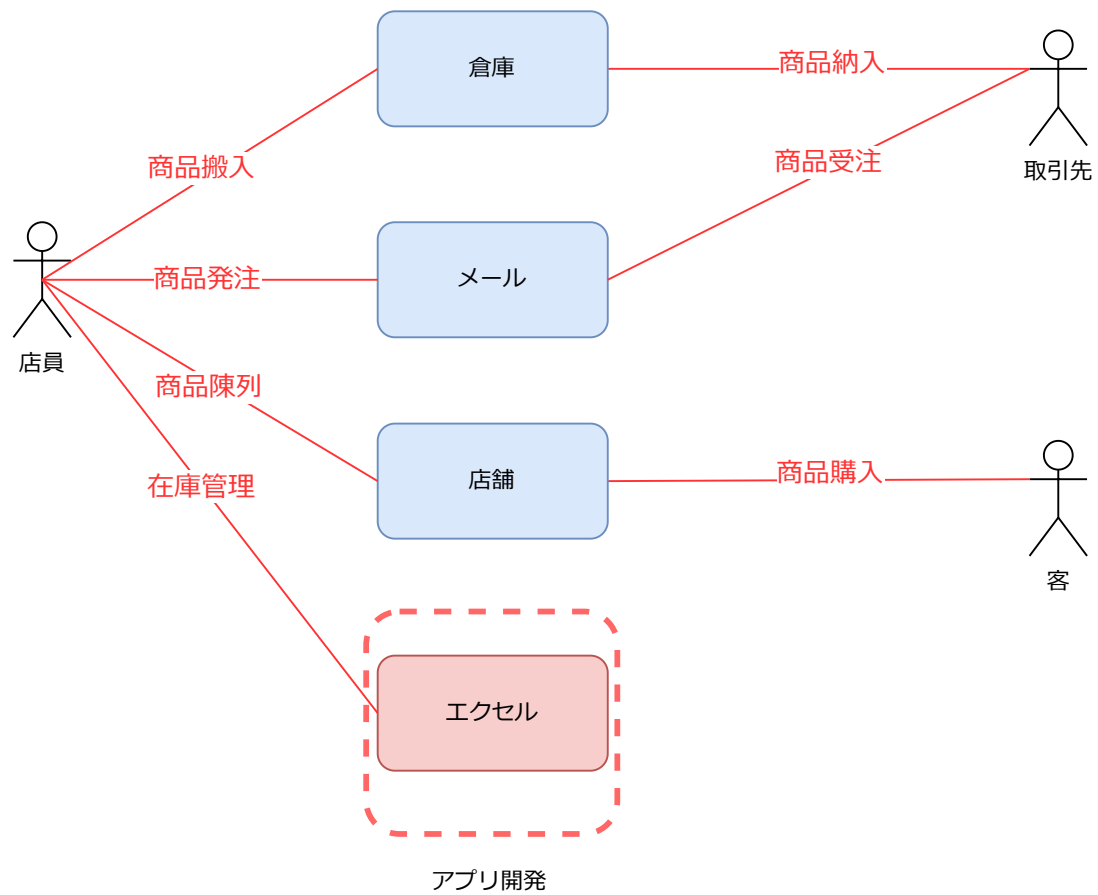 倉庫
商品納入
商品搬入
商品受注
取引先
メール
商品発注
店員
商品陳列
店舗
商品購入
在庫管理
客
エクセル
アプリ開発